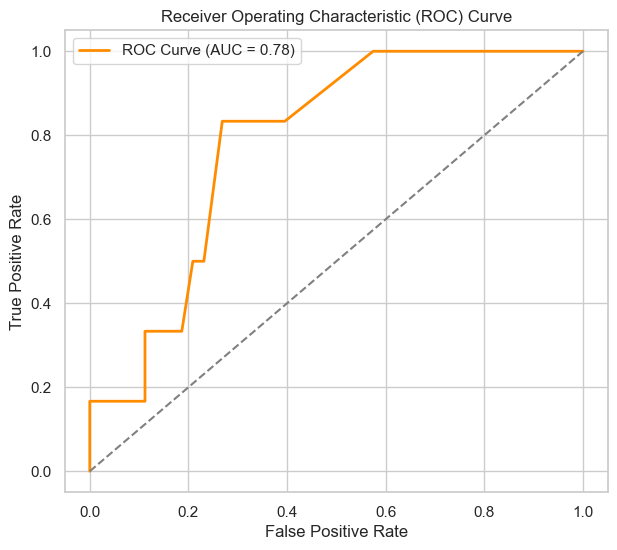 Receiver Operating Characteristic (ROC) Curve
ROC Curve (AUC = 0.78)
True Positive Rate
1.0
0.8
0.6
0.4
0.2
0.0
0.0 0.2 0.4 0.6 0.8 1.0
False Positive Rate